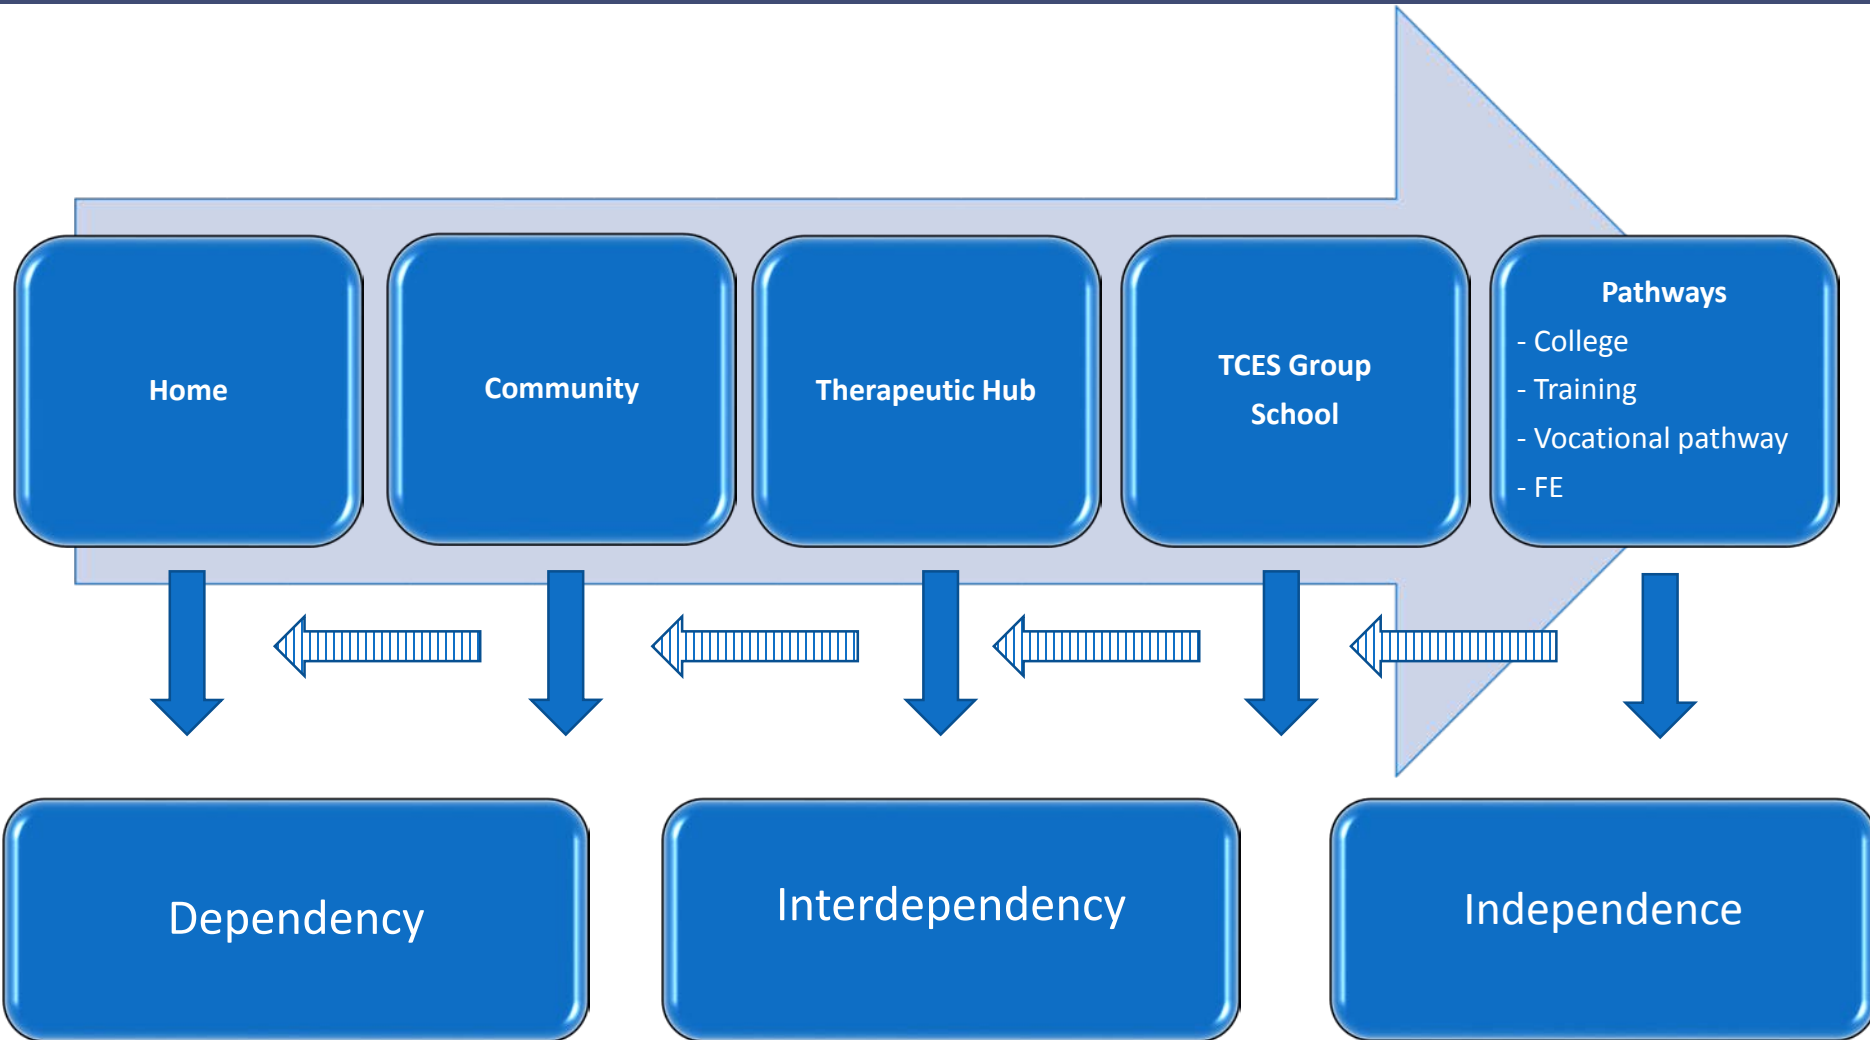 Home
Community
Therapeutic Hub
TCES Group
School
Pathways
- College
- Training
- Vocational pathway
- FE
Dependency
Interdependency
Independence